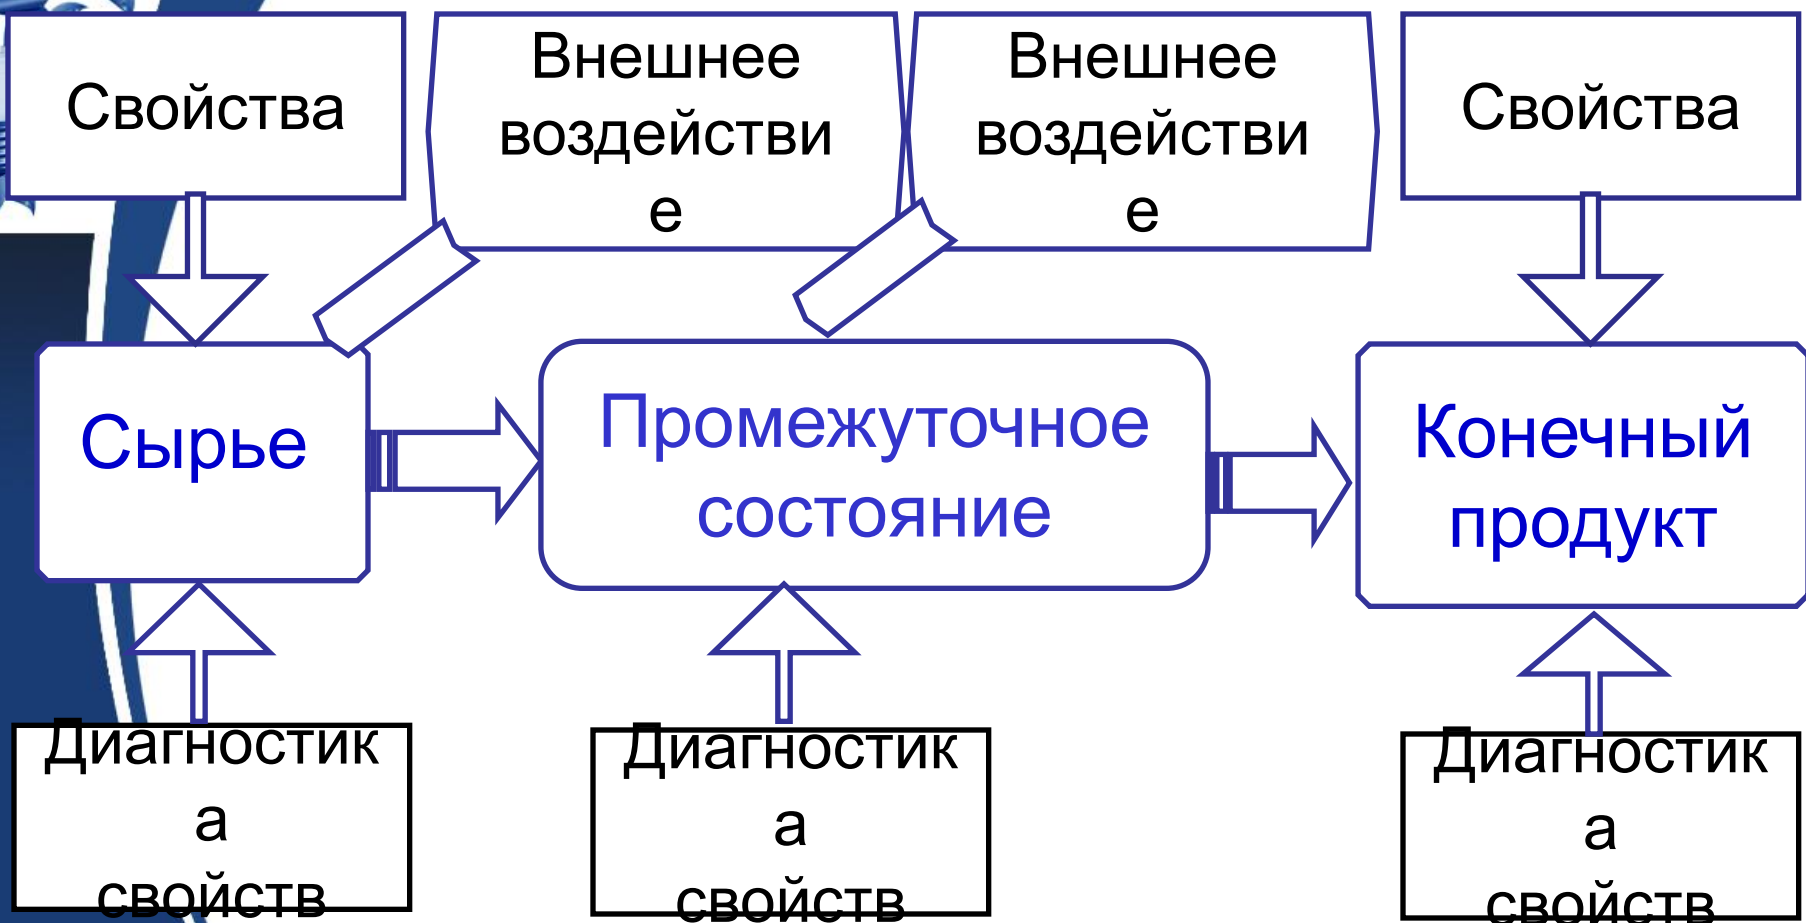 Свойства
Внешнее
воздействи
е
Внешнее
воздействи
е
Свойства
Сырье
Промежуточное
состояние
Конечный
продукт
Диагностик
а
свойств
Диагностик
а
свойств
Диагностик
а
свойств